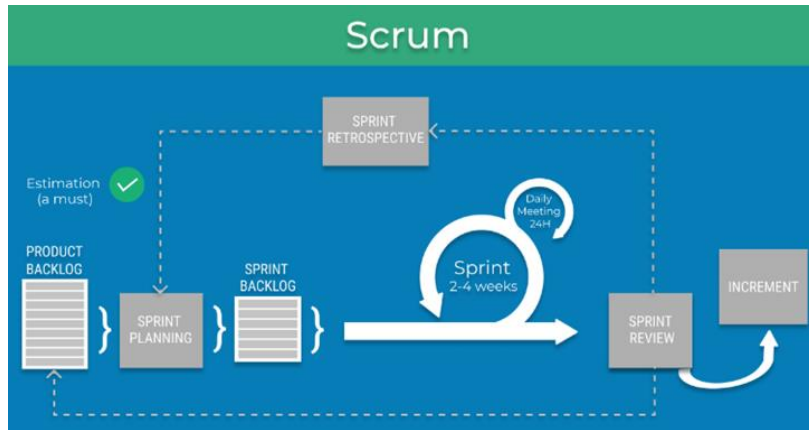 Scrum
SPRINT
RETROSPECTIVE
Estimation
(a must)
Daily
Meeting
24H
PRODUCT
BACKLOG
SPRINT
BACKLOG
Sprint
2-4 weeks
INCREMENT
SPRINT
PLANNING
SPRINT
REVIEW